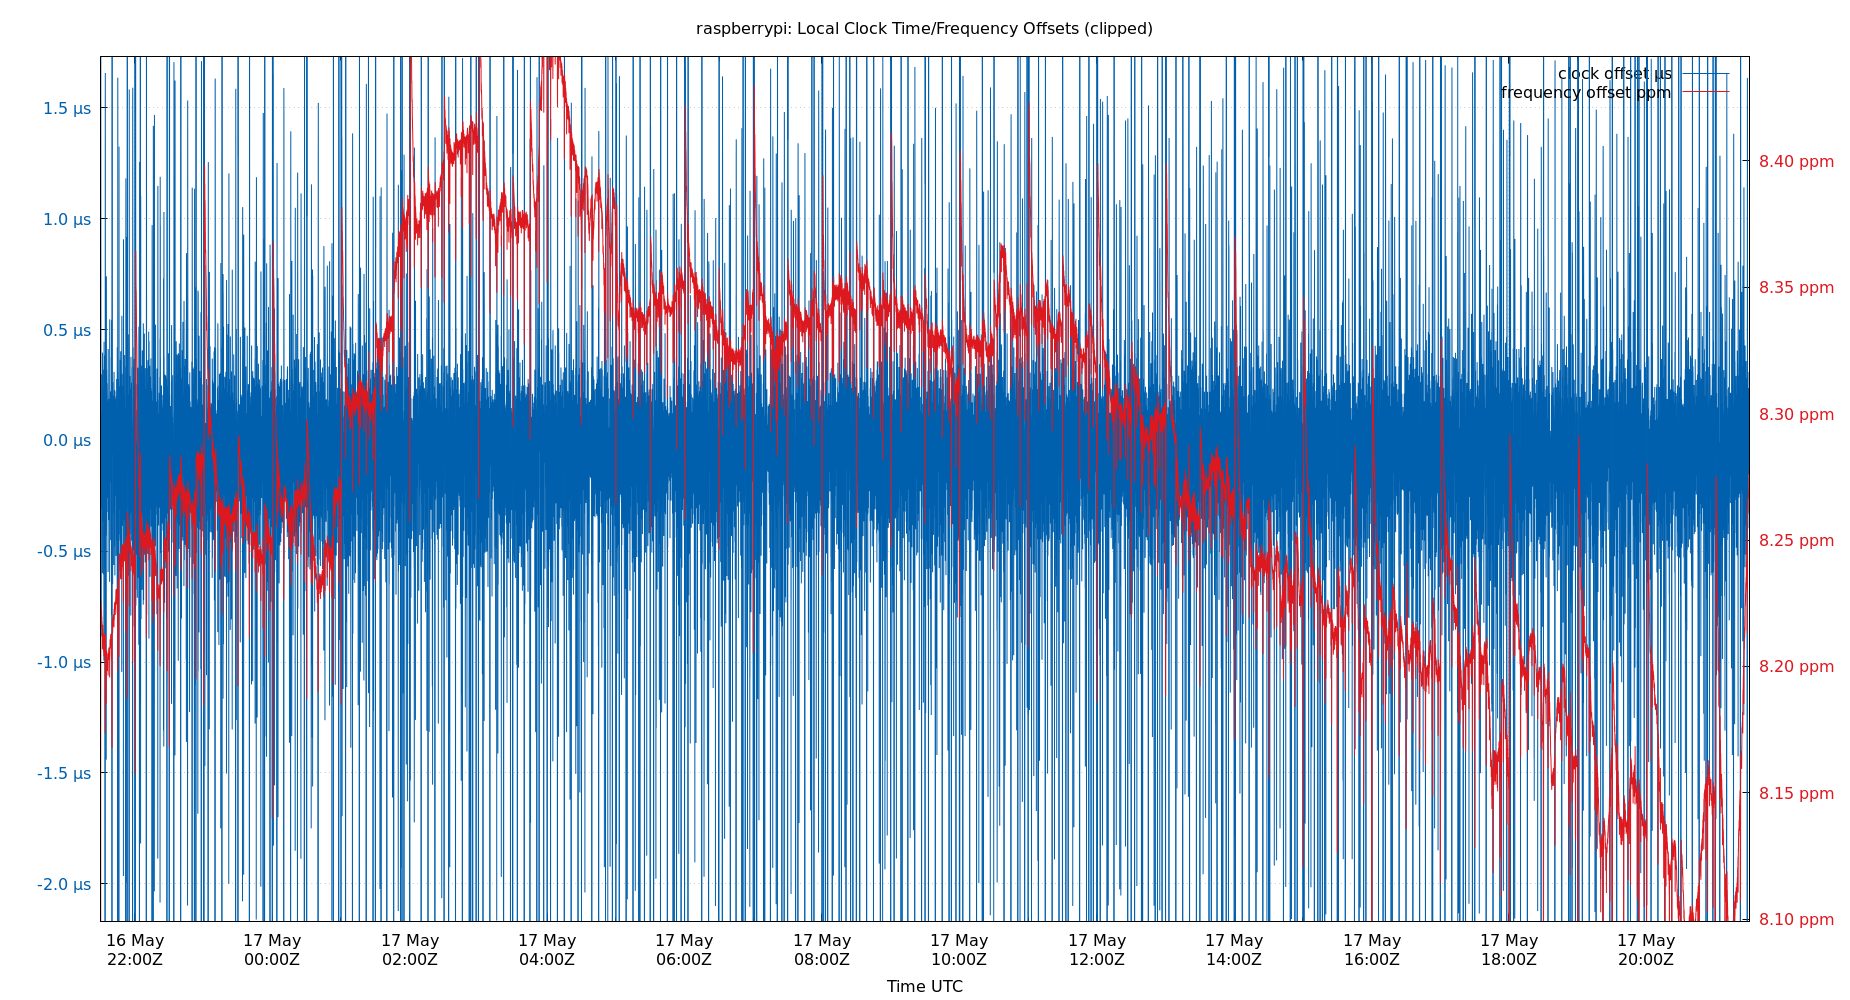 raspberrypi: Local Clock Time/Frequency Offsets (clipped)
clock offset µs
frequency offset ppm
1.5 µs
1.0 µs
0.5 µs
0.0 µs
-0.5 µs
-1.0 µs
-1.5 µs
-2.0 µs
8.40 ppm
8.35 ppm
8.30 ppm
8.25 ppm
8.20 ppm
8.15 ppm
8.10 ppm
16 May 17 May 17 May 17 May 17 May 17 May 17 May 17 May 17 May 17 May 17 May 17 May
22:00Z 00:00Z 02:00Z 04:00Z 06:00Z 08:00Z 10:00Z 12:00Z 14:00Z 16:00Z 18:00Z 20:00Z
Time UTC